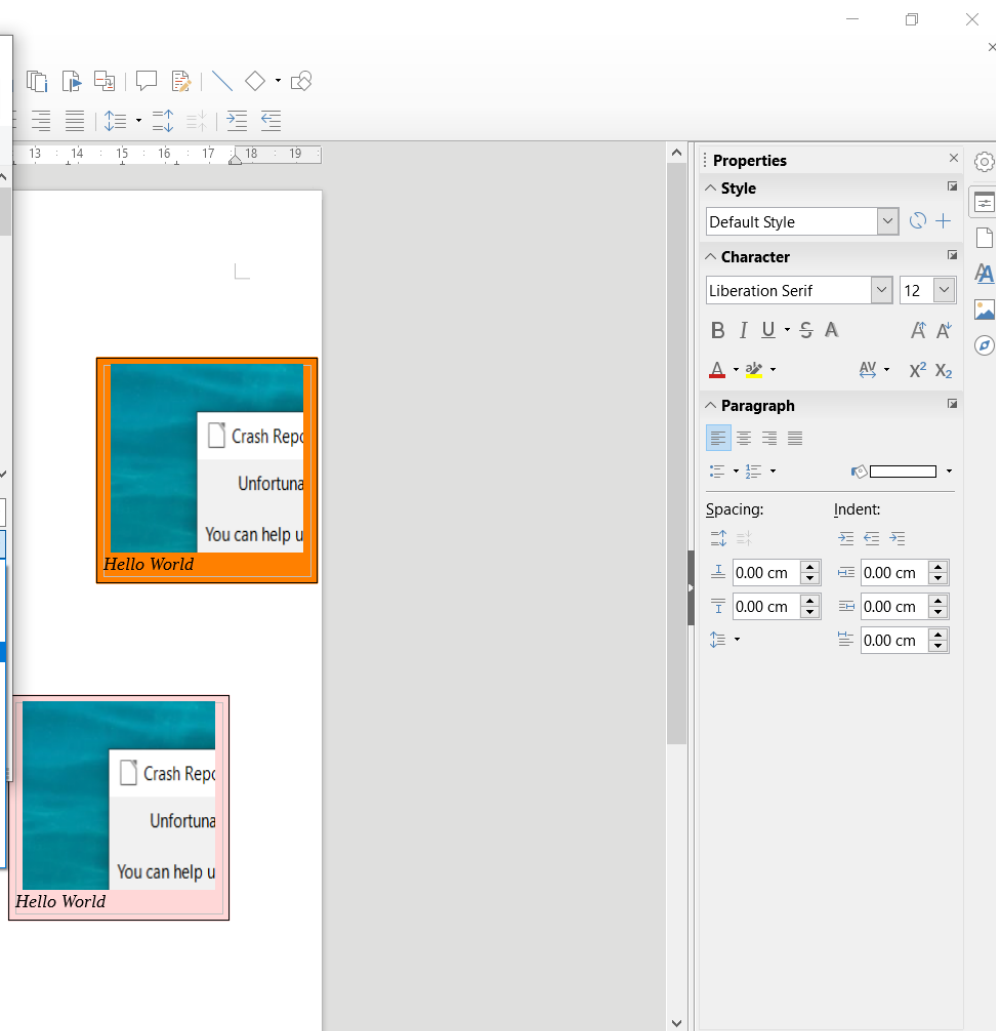 13 14 15 16 17 18 19
Properties
Style
Default Style
Character
Liberation Serif 12
B I U S A A A
A ab AV X² X₂
Paragraph
Spacing: Indent:
0.00 cm 0.00 cm
0.00 cm 0.00 cm
0.00 cm
Crash Repo
Unfortuna
You can help u
Hello World
Crash Repo
Unfortuna
You can help u
Hello World